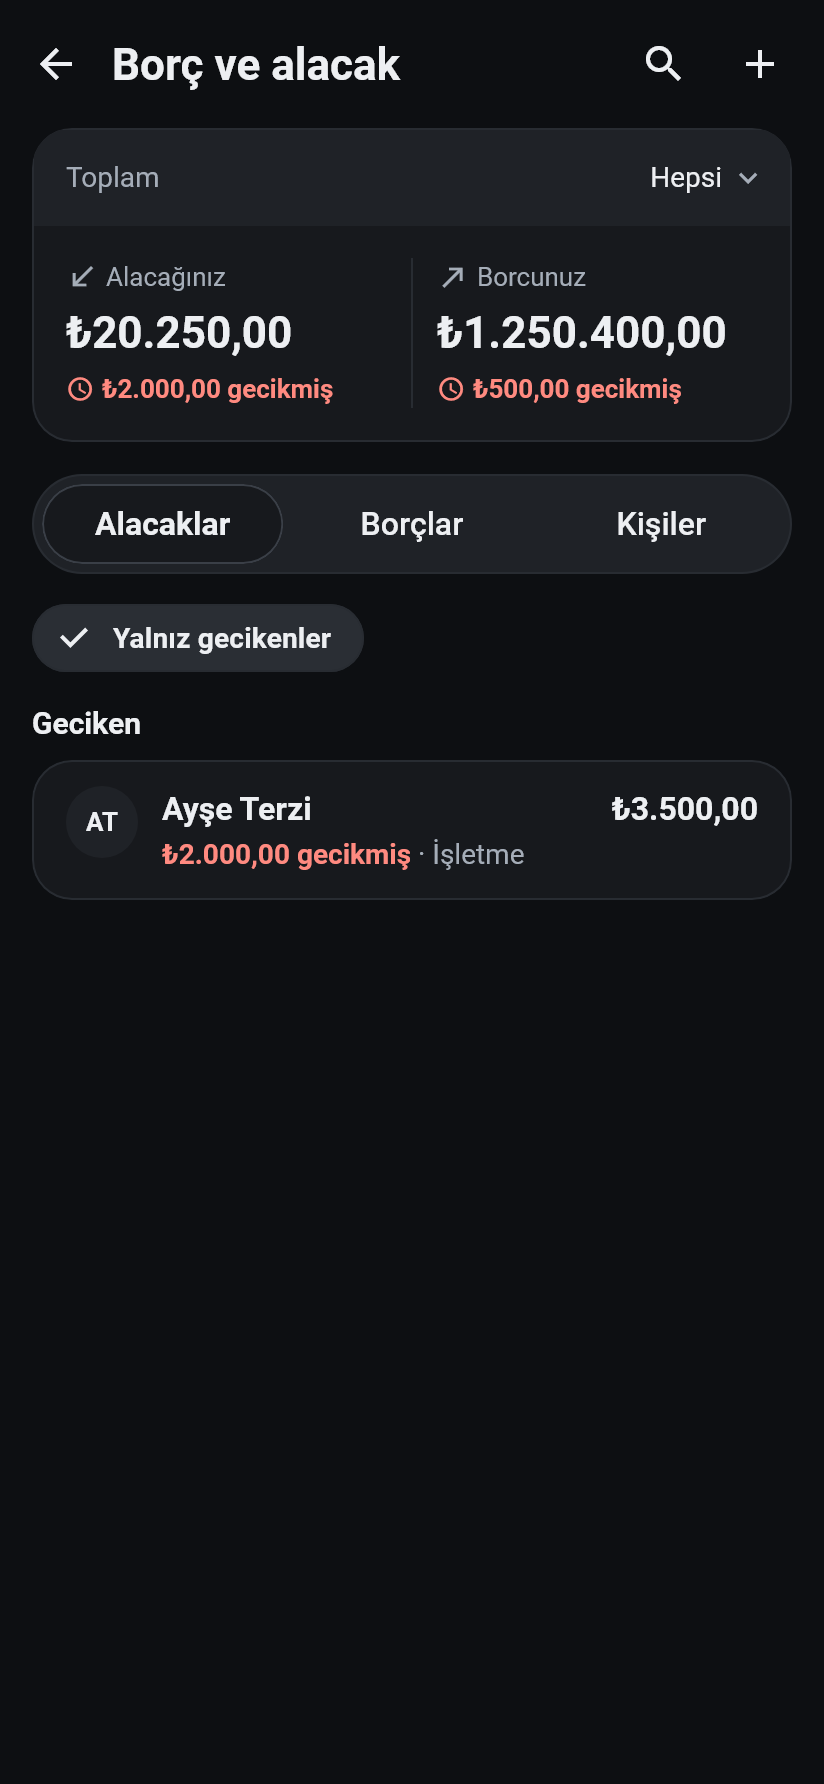 Borç ve alacak
Toplam
Hepsi
Alacağınız
₺20.250,00
₺2.000,00 gecikmiş
Borcunuz
₺1.250.400,00
₺500,00 gecikmiş
Alacaklar
Borçlar
Kişiler
Yalnız gecikenler
Geciken
AT
Ayşe Terzi
₺3.500,00
₺2.000,00 gecikmiş · İşletme